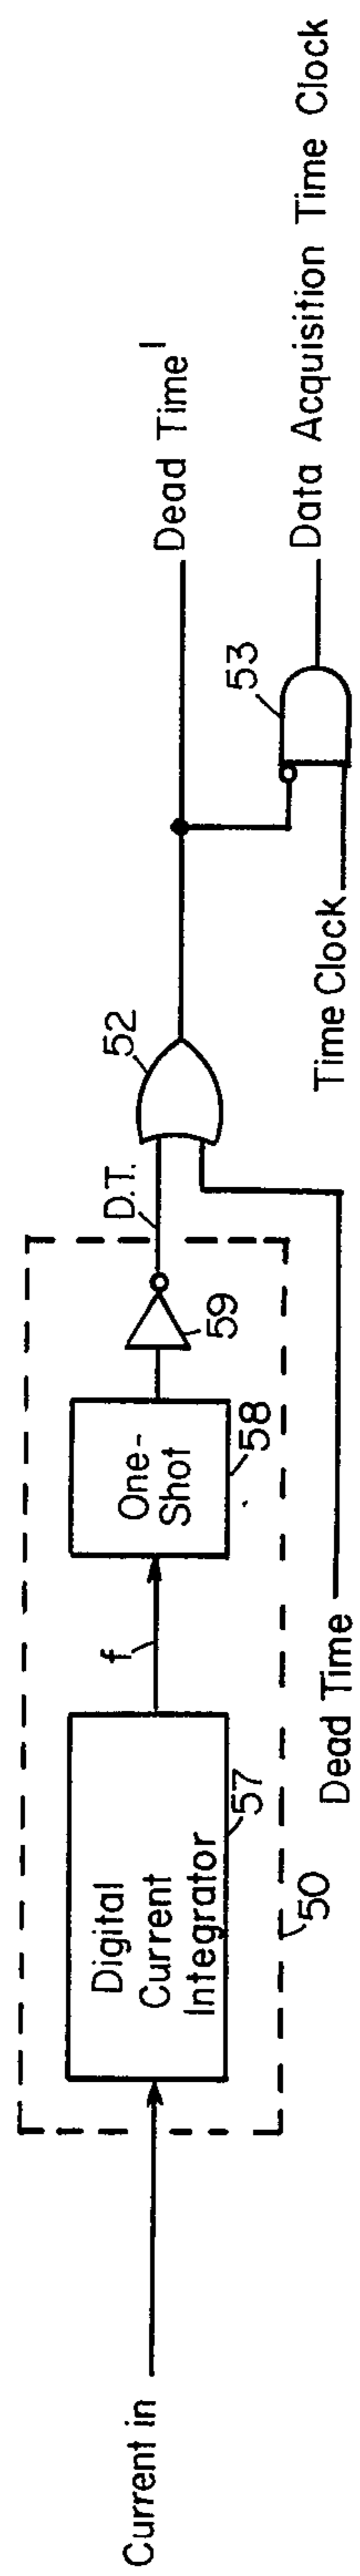 Current in
Digital
Current
Integrator
57
f
One-
Shot
58
59
50
D.T.
52
Dead Time
Dead Time'
53
Time Clock
Data Acquisition Time Clock